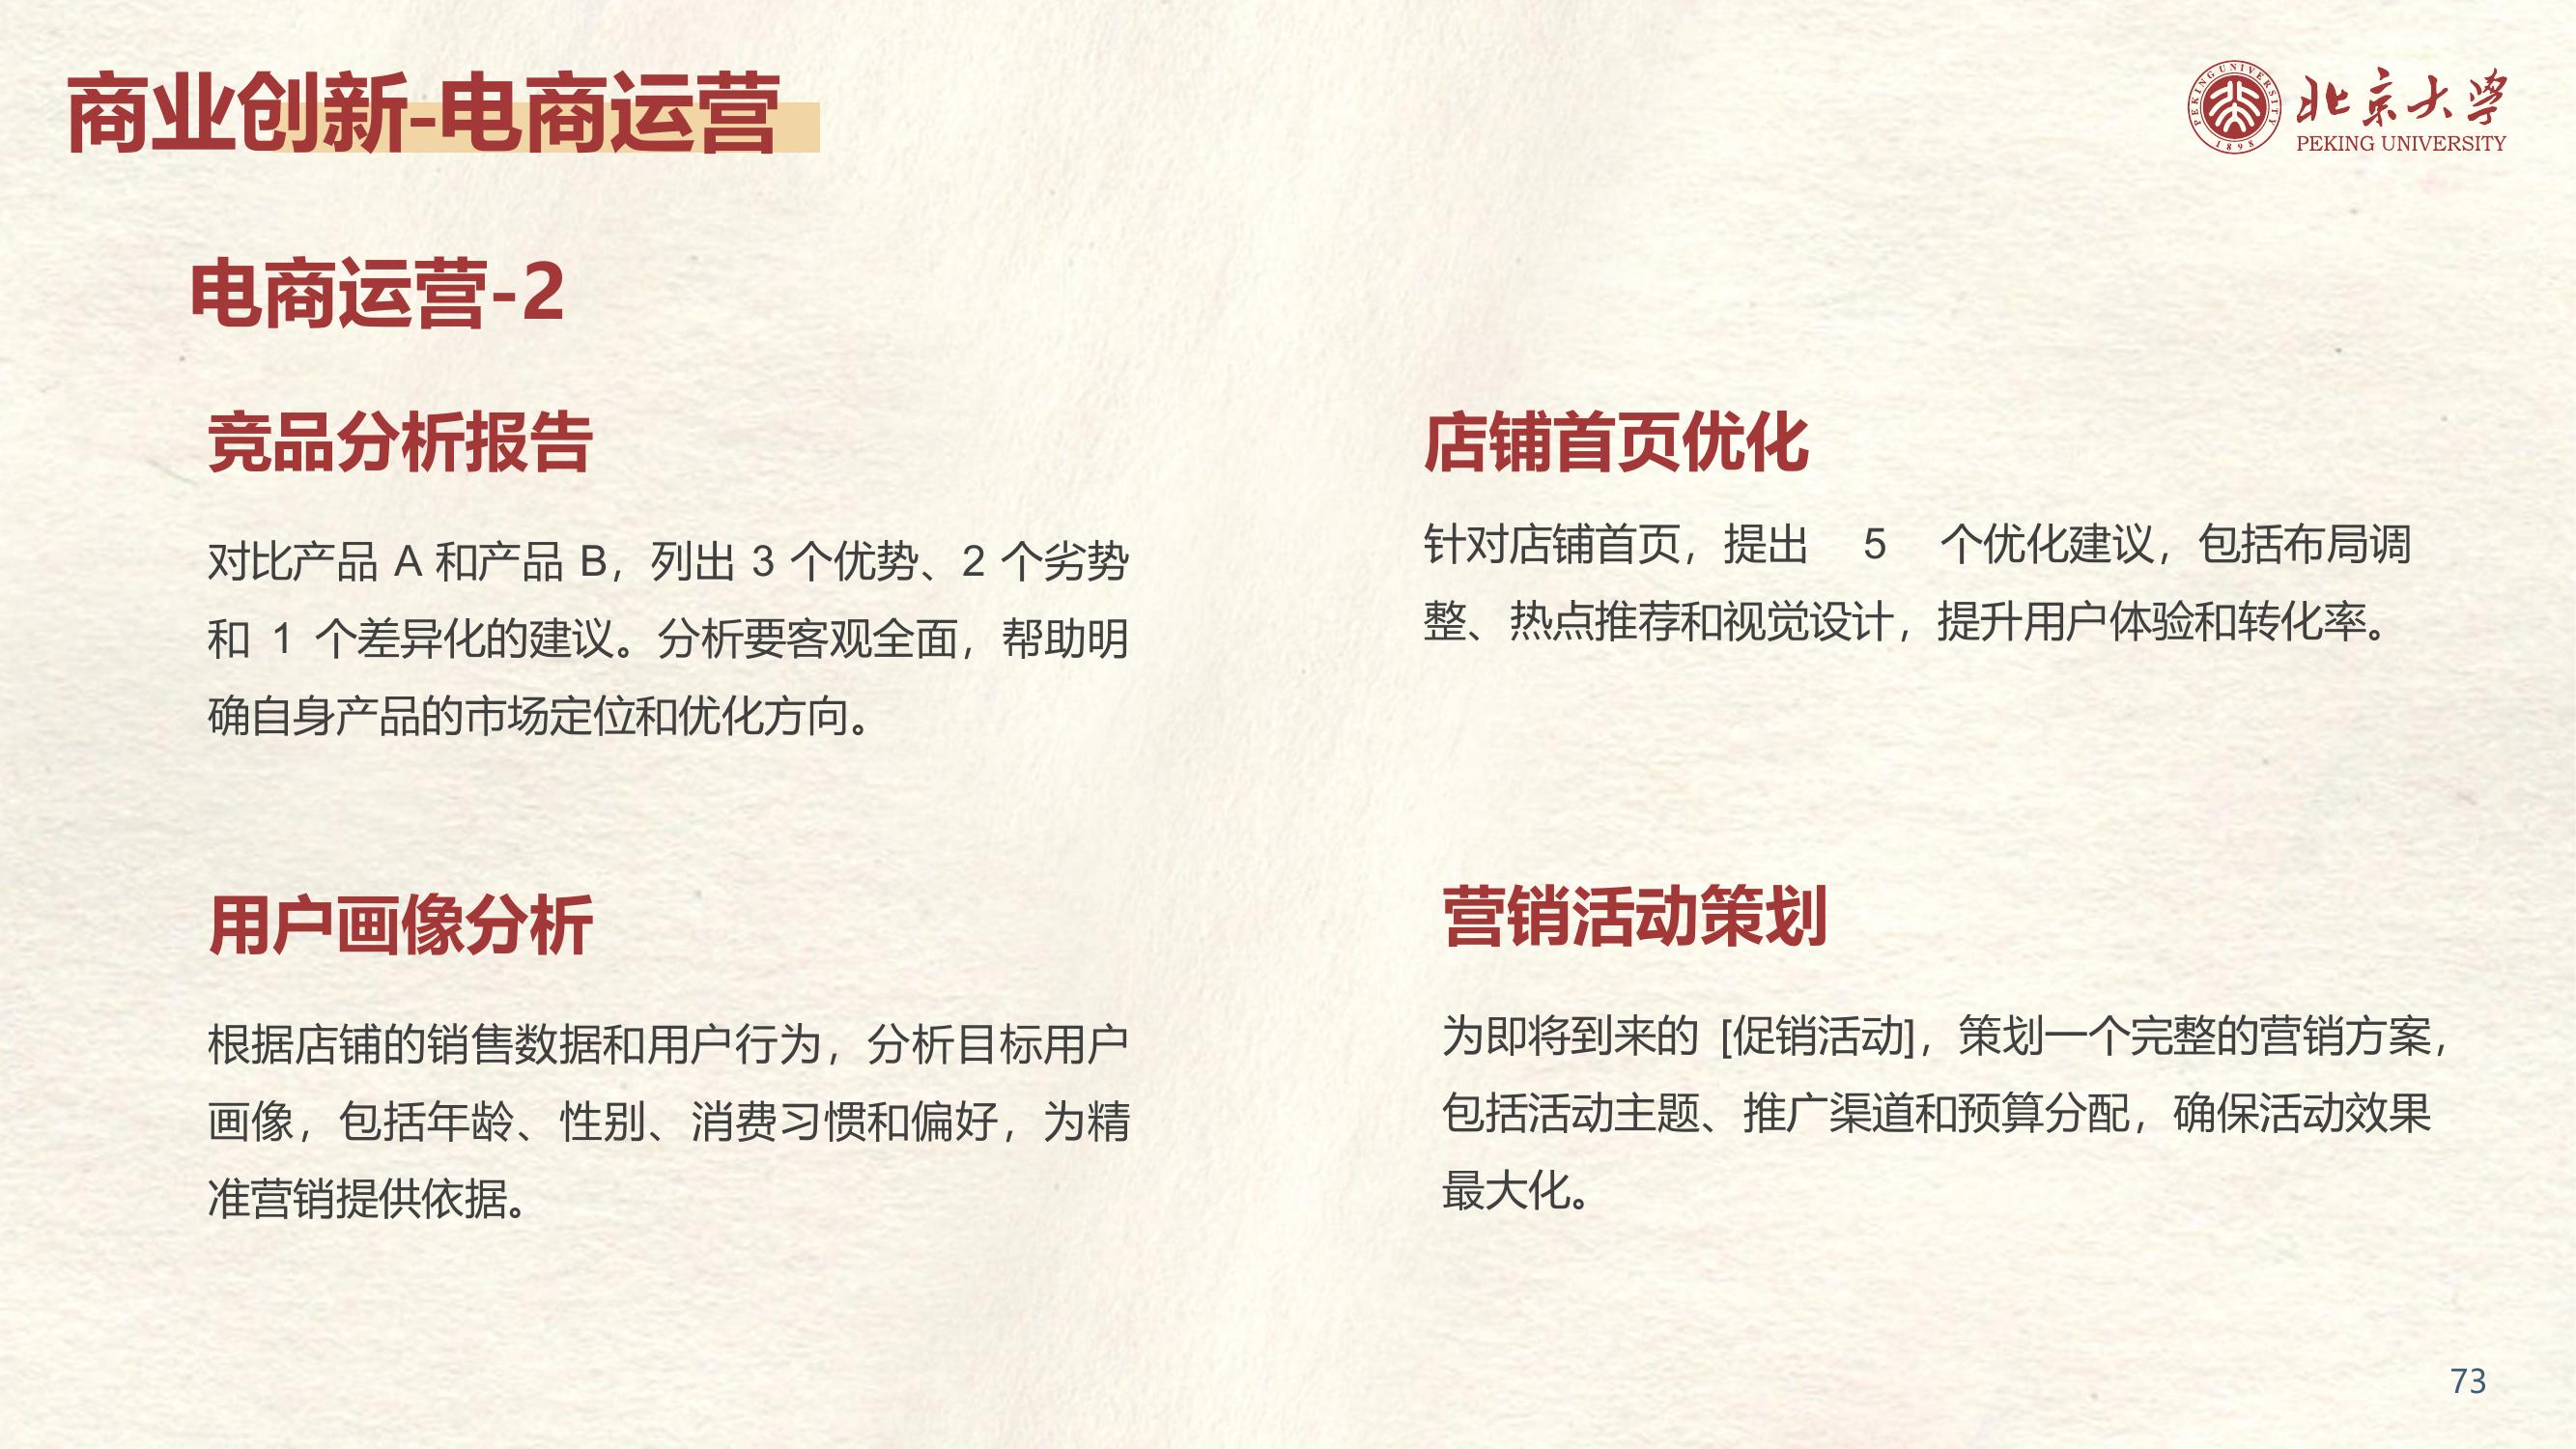 商业创新-电商运营
PEKING UNIVERSITY
1898
北京大学
PEKING UNIVERSITY
电商运营-2
竞品分析报告
对比产品 A 和产品 B，列出 3 个优势、2 个劣势
和 1 个差异化的建议。分析要客观全面，帮助明
确自身产品的市场定位和优化方向。
店铺首页优化
针对店铺首页，提出 5 个优化建议，包括布局调
整、热点推荐和视觉设计，提升用户体验和转化率。
用户画像分析
根据店铺的销售数据和用户行为，分析目标用户
画像，包括年龄、性别、消费习惯和偏好，为精
准营销提供依据。
营销活动策划
为即将到来的 [促销活动]，策划一个完整的营销方案，
包括活动主题、推广渠道和预算分配，确保活动效果
最大化。
73